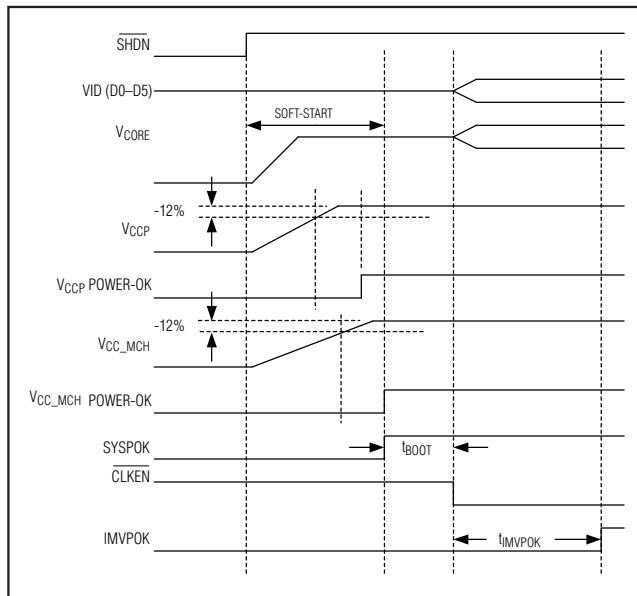 SHDN
VID (D0–D5)
SOFT-START
VCORE
-12%
VCCP
VCCP POWER-OK
-12%
VCC_MCH
VCC_MCH POWER-OK
SYSPOK
tBOOT
CLKEN
IMVPOK
tIMVPOK